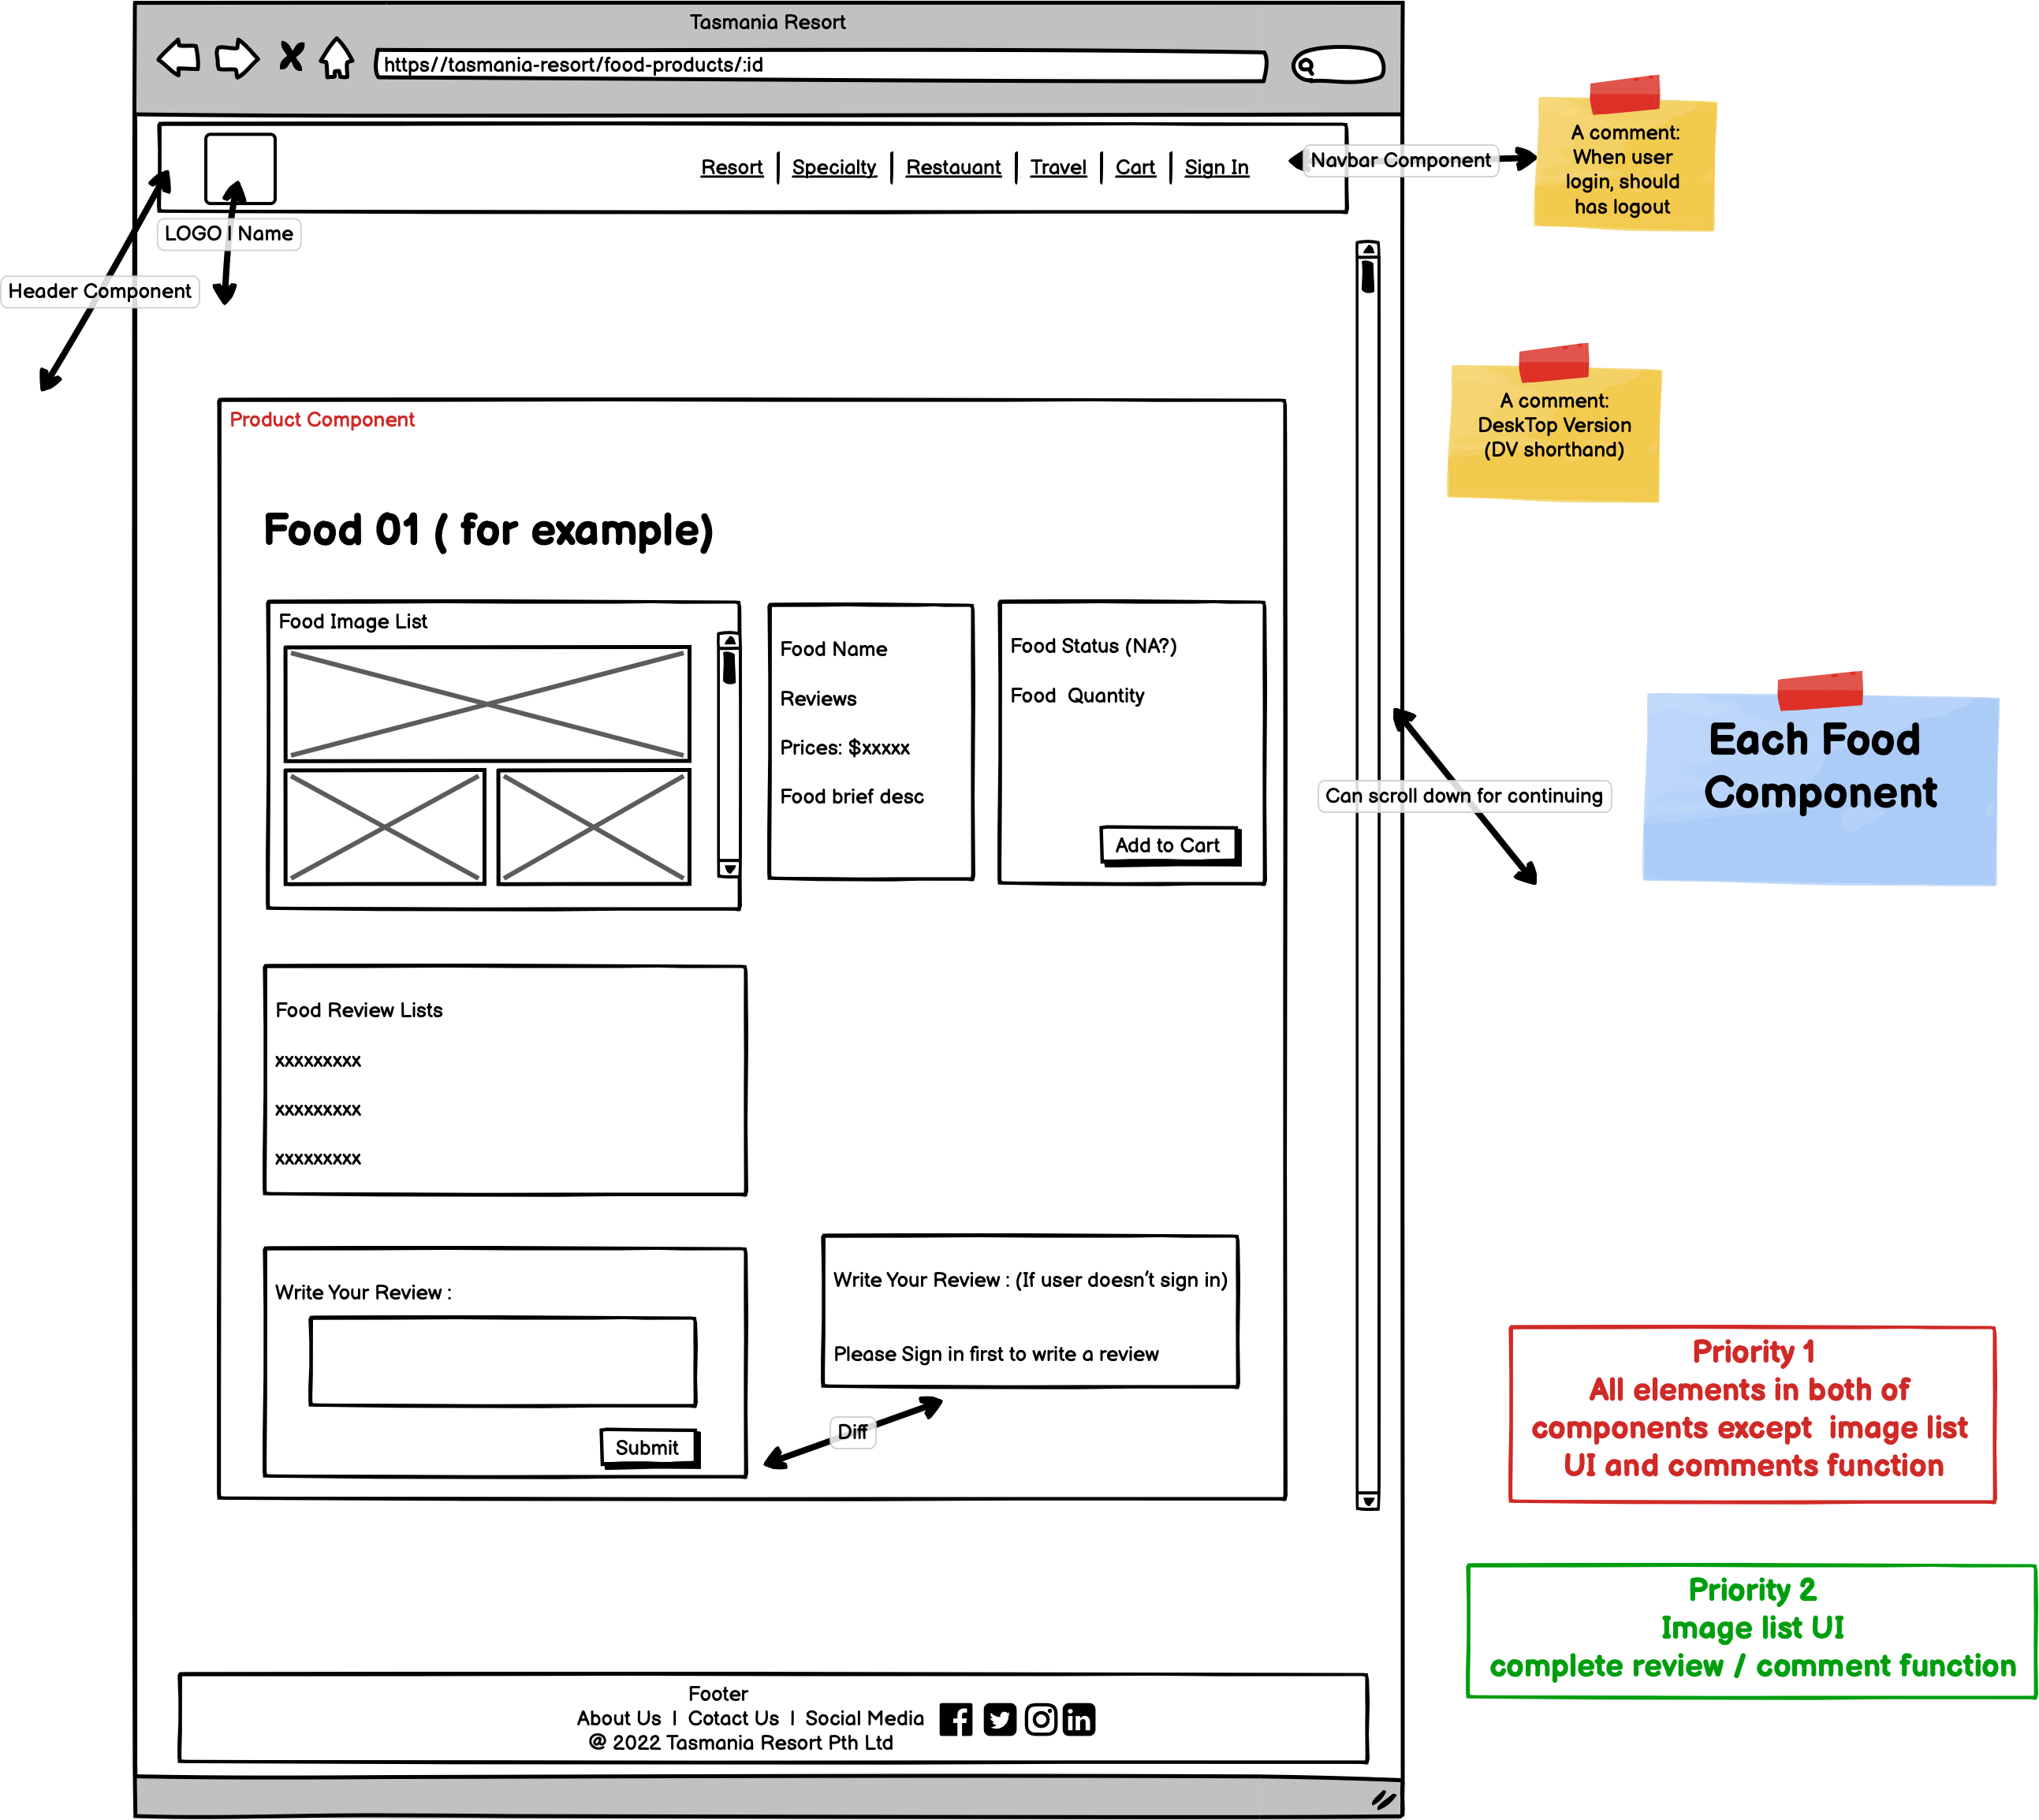 Tasmania Resort
https//tasmania-resort/food-products/:id
Resort | Specialty | Restauant | Travel | Cart | Sign In
Navbar Component
A comment:
When user
login, should
has logout
LOGO | Name
Header Component
A comment:
DeskTop Version
(DV shorthand)
Product Component
Food 01 ( for example)
Food Image List
Food Name
Reviews
Prices: $xxxxx
Food brief desc
Food Status (NA?)
Food Quantity
Add to Cart
Can scroll down for continuing
Each Food
Component
Food Review Lists
xxxxxxxxx
xxxxxxxxx
xxxxxxxxx
Write Your Review :
Submit
Write Your Review : (If user doesn't sign in)
Please Sign in first to write a review
Diff
Priority 1
All elements in both of
components except image list
UI and comments function
Priority 2
Image list UI
complete review / comment function
Footer
About Us | Cotact Us | Social Media
@ 2022 Tasmania Resort Pth Ltd